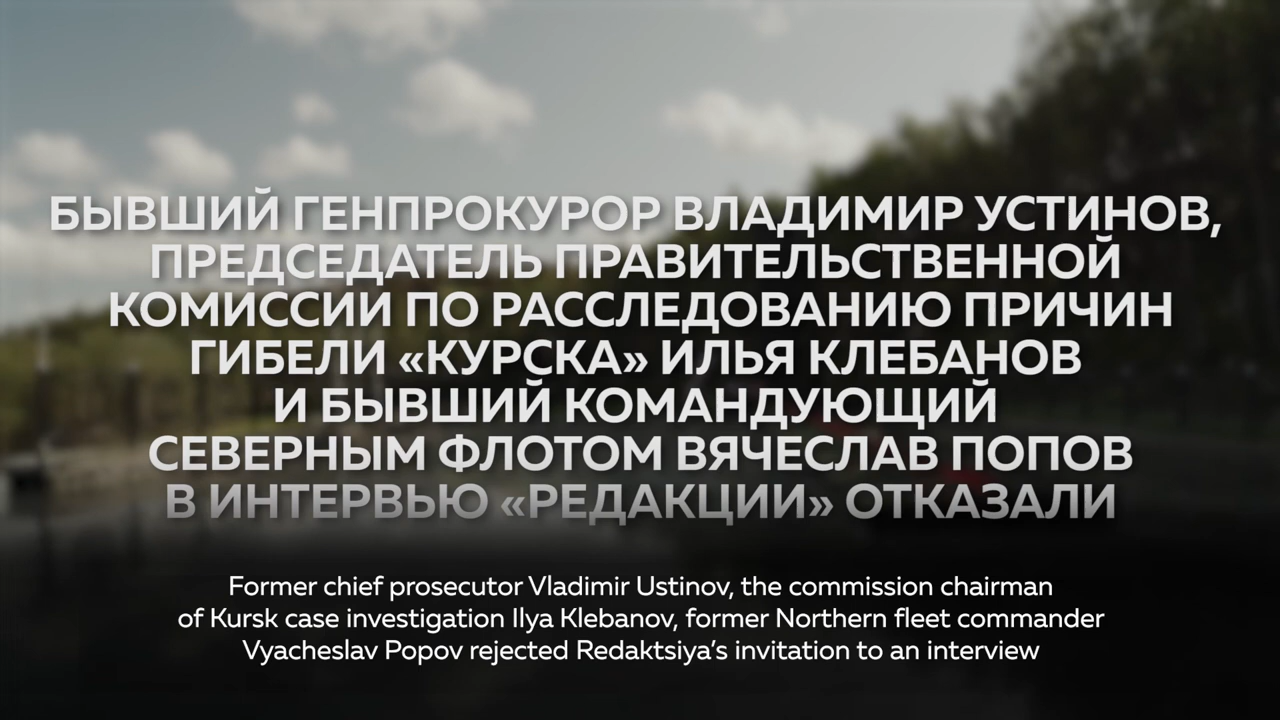 БЫВШИЙ ГЕНПРОКУРОР ВЛАДИМИР УСТИНОВ,
ПРЕДСЕДАТЕЛЬ ПРАВИТЕЛЬСТВЕННОЙ
КОМИССИИ ПО РАССЛЕДОВАНИЮ ПРИЧИН
ГИБЕЛИ «КУРСКА» ИЛЬЯ КЛЕБАНОВ
И БЫВШИЙ КОМАНДУЮЩИЙ
СЕВЕРНЫМ ФЛОТОМ ВЯЧЕСЛАВ ПОПОВ
В ИНТЕРВЬЮ «РЕДАКЦИИ» ОТКАЗАЛИ
Former chief prosecutor Vladimir Ustinov, the commission chairman
of Kursk case investigation Ilya Klebanov, former Northern fleet commander
Vyacheslav Popov rejected Redaktsiya’s invitation to an interview